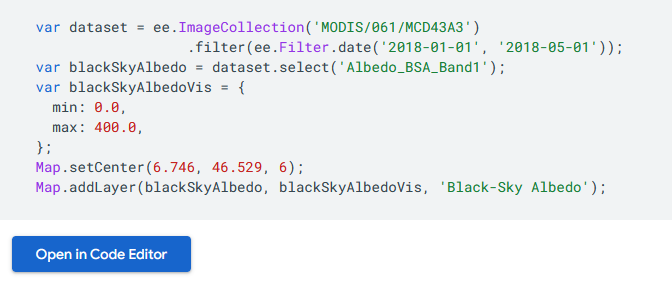 var dataset = ee.ImageCollection('MODIS/061/MCD43A3')
.filter(ee.Filter.date('2018-01-01', '2018-05-01'));
var blackSkyAlbedo = dataset.select('Albedo_BSA_Band1');
var blackSkyAlbedoVis = {
min: 0.0,
max: 400.0,
};
Map.setCenter(6.746, 46.529, 6);
Map.addLayer(blackSkyAlbedo, blackSkyAlbedoVis, 'Black-Sky Albedo');
Open in Code Editor